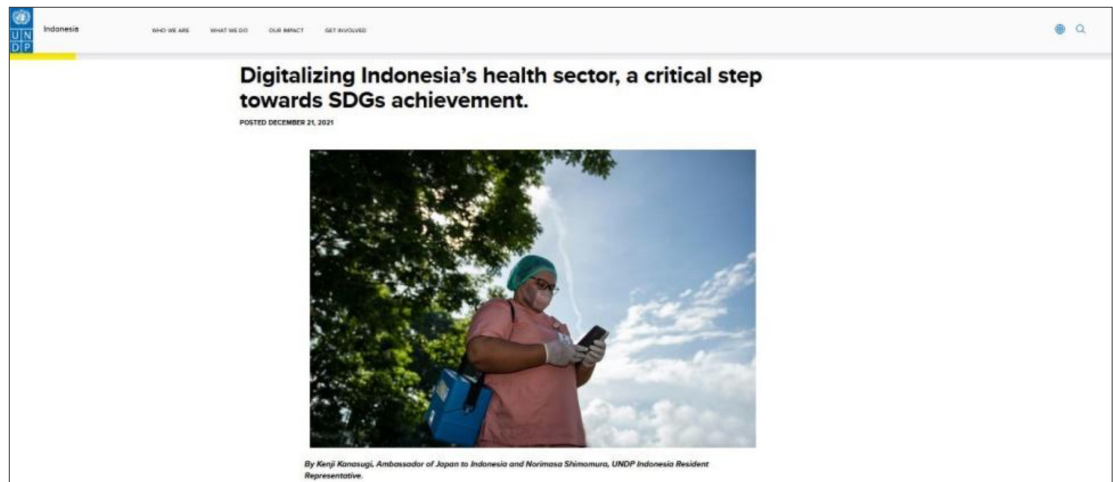 UN
DP
Indonesia
WHO WE ARE WHAT WE DO OUR IMPACT GET INVOLVED
Digitalizing Indonesia's health sector, a critical step
towards SDGs achievement.
POSTED DECEMBER 21, 2021
By Kenji Kanasugi, Ambassador of Japan to Indonesia and Norimasa Shimomura, UNDP Indonesia Resident
Representative.